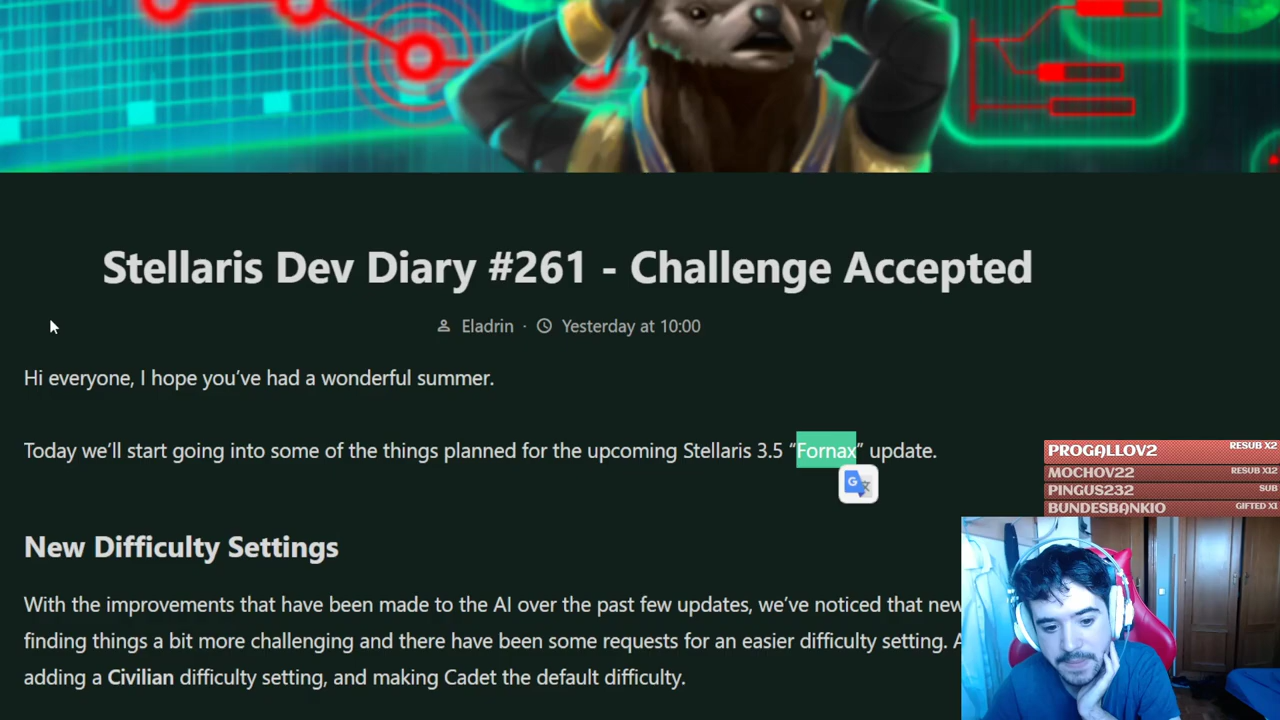 Stellaris Dev Diary #261 - Challenge Accepted
Eladrin · Yesterday at 10:00
Hi everyone, I hope you’ve had a wonderful summer.
Today we’ll start going into some of the things planned for the upcoming Stellaris 3.5 “Fornax” update.
New Difficulty Settings
With the improvements that have been made to the AI over the past few updates, we’ve noticed that new
finding things a bit more challenging and there have been some requests for an easier difficulty setting. A
adding a Civilian difficulty setting, and making Cadet the default difficulty.
PROGALLOV2 RESUB X2
MOCHOV22 RESUB X12
PINGUS232 SUB
BUNDESBANKIO GIFTED X1